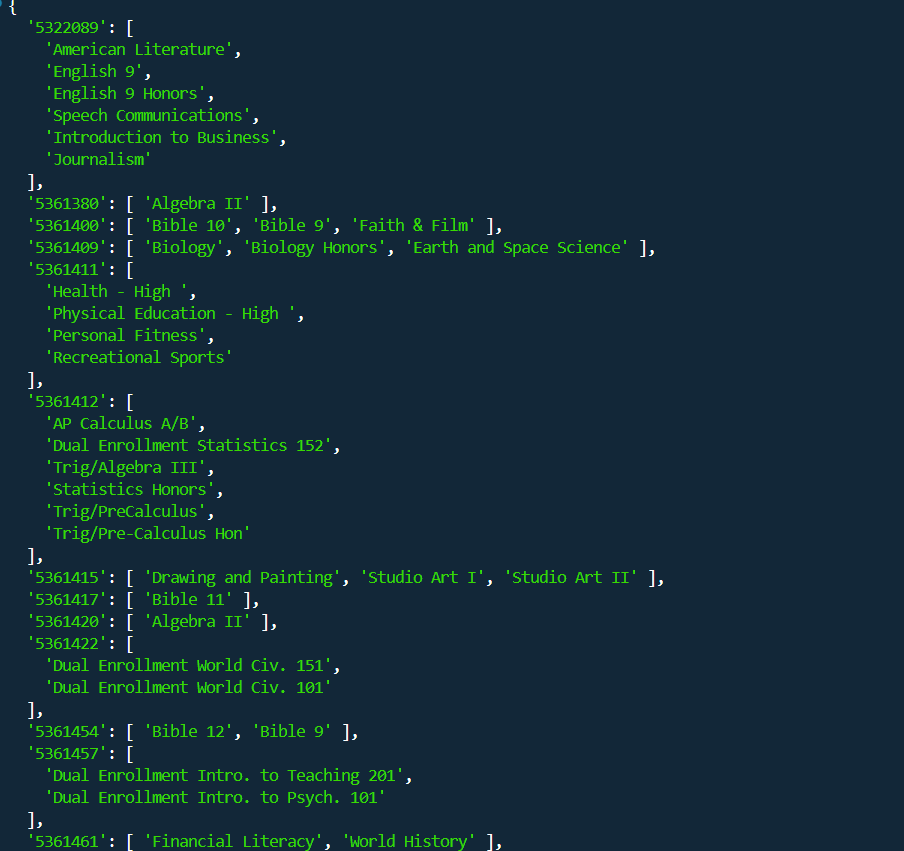 {
'5322089': [
'American Literature',
'English 9',
'English 9 Honors',
'Speech Communications',
'Introduction to Business',
'Journalism'
],
'5361380': [ 'Algebra II' ],
'5361400': [ 'Bible 10', 'Bible 9', 'Faith & Film' ],
'5361409': [ 'Biology', 'Biology Honors', 'Earth and Space Science' ],
'5361411': [
'Health - High ',
'Physical Education - High ',
'Personal Fitness',
'Recreational Sports'
],
'5361412': [
'AP Calculus A/B',
'Dual Enrollment Statistics 152',
'Trig/Algebra III',
'Statistics Honors',
'Trig/PreCalculus',
'Trig/Pre-Calculus Hon'
],
'5361415': [ 'Drawing and Painting', 'Studio Art I', 'Studio Art II' ],
'5361417': [ 'Bible 11' ],
'5361420': [ 'Algebra II' ],
'5361422': [
'Dual Enrollment World Civ. 151',
'Dual Enrollment World Civ. 101'
],
'5361454': [ 'Bible 12', 'Bible 9' ],
'5361457': [
'Dual Enrollment Intro. to Teaching 201',
'Dual Enrollment Intro. to Psych. 101'
],
'5361461': [ 'Financial Literacy', 'World History' ],